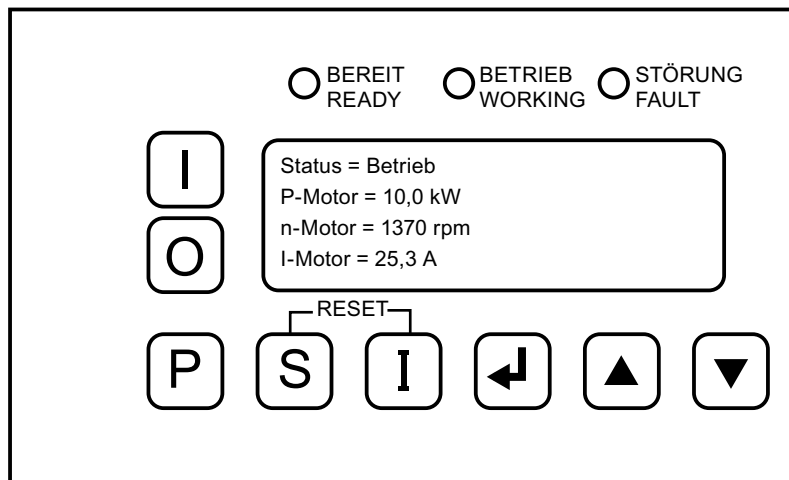 BEREIT
READY
BETRIEB
WORKING
STÖRUNG
FAULT
I
Status = Betrieb
P-Motor = 10,0 kW
n-Motor = 1370 rpm
I-Motor = 25,3 A
O
RESET
P
S
I